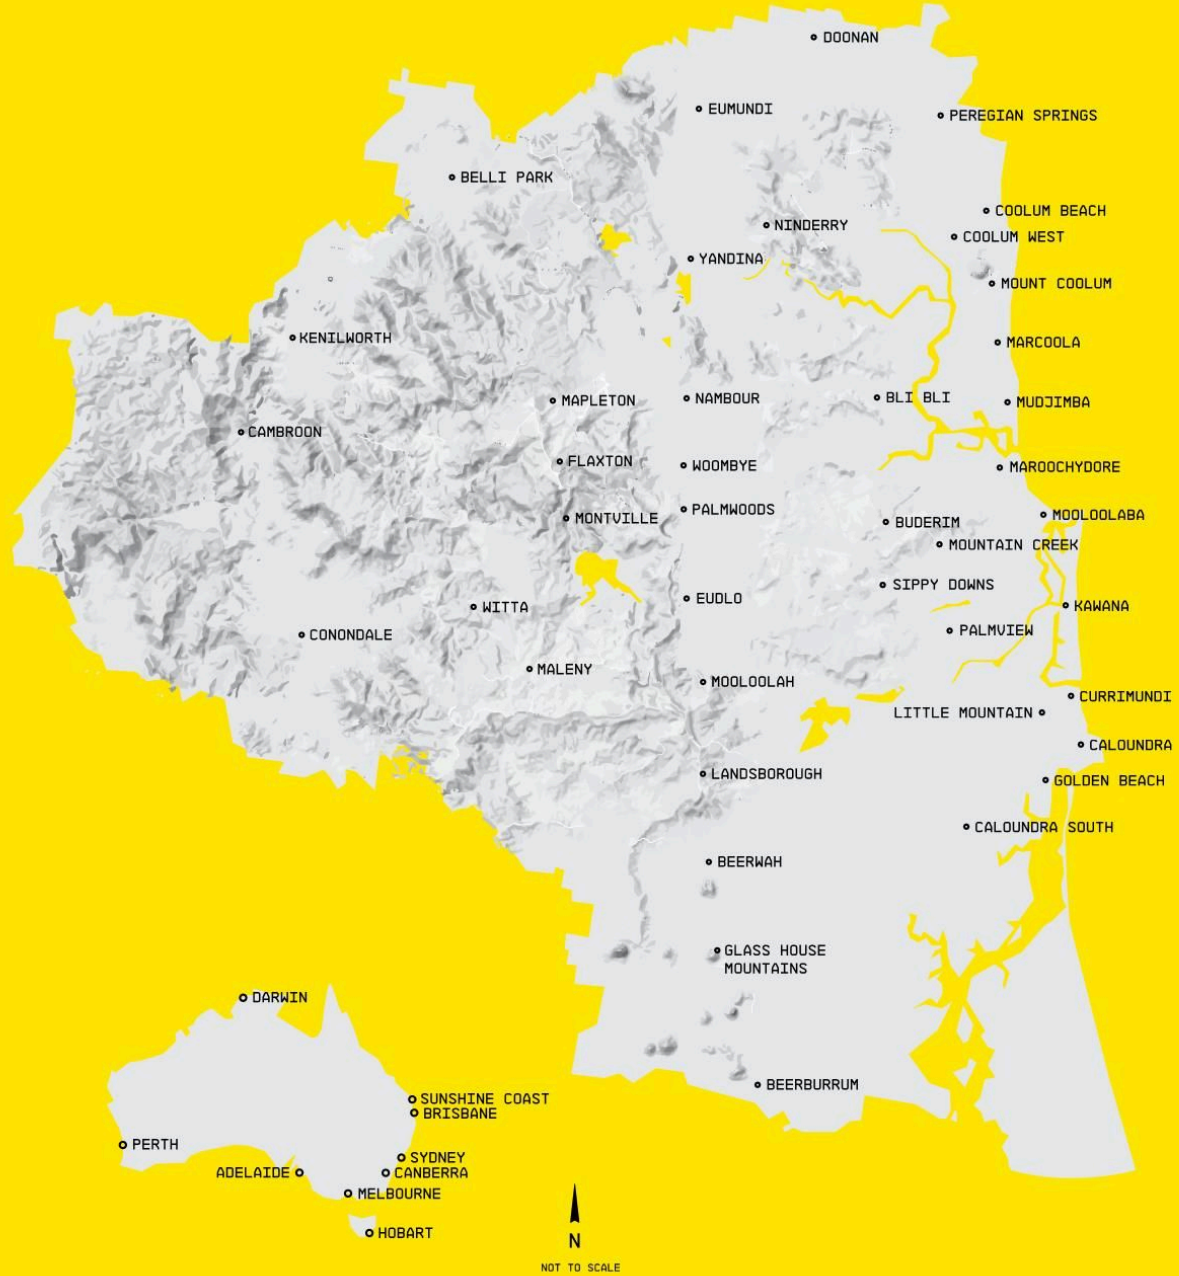 DOONAN
EUMUNDI
PEREGIAN SPRINGS
BELLI PARK
COOLUM BEACH
NINDERRY
COOLUM WEST
YANDINA
MOUNT COOLUM
KENILWORTH
MARCOOLA
MAPLETON
NAMBOUR
BLI BLI
MUDJIMBA
CAMBROON
FLAXTON
WOOMBYE
MAROOCHYDORE
PALMWOODS
MOOLOOLABA
MONTVILLE
BUDERIM
MOUNTAIN CREEK
SIPPY DOWNS
EUDLO
WITTA
KAWANA
CONONDALE
PALMVIEW
MALENY
MOOLOOLAH
CURRIMUNDI
LITTLE MOUNTAIN
CALOUNDRA
LANDSBOROUGH
GOLDEN BEACH
CALOUNDRA SOUTH
BEERWAH
GLASS HOUSE
MOUNTAINS
DARWIN
BEERBURRUM
SUNSHINE COAST
BRISBANE
PERTH
SYDNEY
ADELAIDE
CANBERRA
MELBOURNE
HOBART
N
NOT TO SCALE